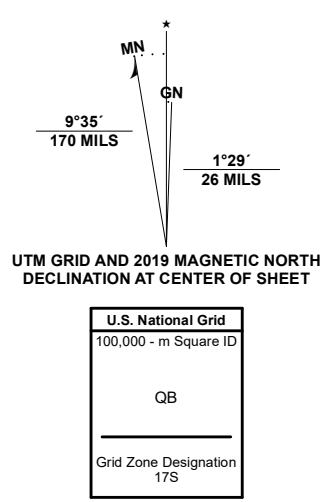 MN
GN
9°35´
170 MILS
1°29´
26 MILS
UTM GRID AND 2019 MAGNETIC NORTH
DECLINATION AT CENTER OF SHEET
U.S. National Grid
100,000 - m Square ID
QB
Grid Zone Designation
17S